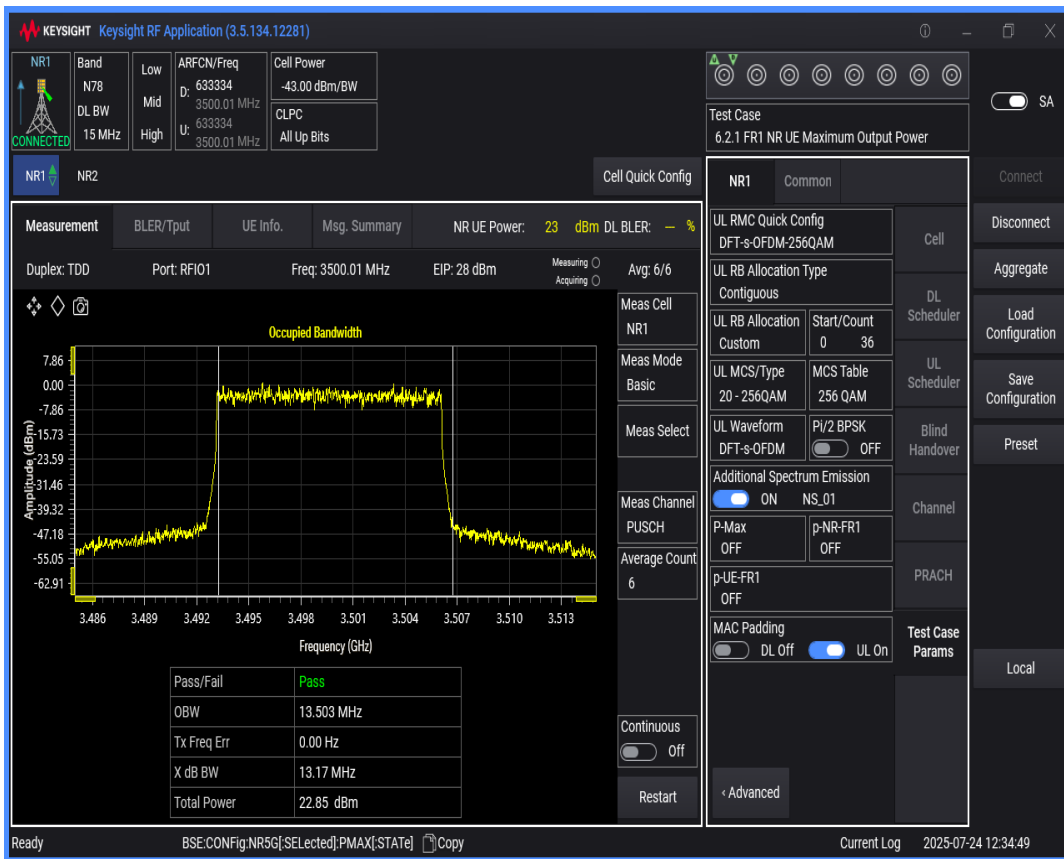 KEYSIGHT Keysight RF Application (3.5.134.12281)
NR1
CONNECTED
Band
N78
DL BW
15 MHz
Low
Mid
High
ARFCN/Freq
D: 633334
3500.01 MHz
U: 633334
3500.01 MHz
Cell Power
-43.00 dBm/BW
CLPC
All Up Bits
Test Case
6.2.1 FR1 NR UE Maximum Output Power
SA
NR1 NR2
Cell Quick Config
Measurement BLER/Tput UE Info. Msg. Summary NR UE Power: 23 dBm DL BLER: — %
Duplex: TDD Port: RFIO1 Freq: 3500.01 MHz EIP: 28 dBm Measuring Avg: 6/6
Acquiring
Occupied Bandwidth
Amplitude (dBm)
7.86
0.00
-7.86
-15.73
-23.59
-31.46
-39.32
-47.18
-55.05
-62.91
3.486 3.489 3.492 3.495 3.498 3.501 3.504 3.507 3.510 3.513
Frequency (GHz)
Pass/Fail Pass
OBW 13.503 MHz
Tx Freq Err 0.00 Hz
X dB BW 13.17 MHz
Total Power 22.85 dBm
Meas Cell
NR1
Meas Mode
Basic
Meas Select
Meas Channel
PUSCH
Average Count
6
Continuous
Off
Restart
NR1 Common
UL RMC Quick Config
DFT-s-OFDM-256QAM
UL RB Allocation Type
Contiguous
UL RB Allocation
Custom
Start/Count
0 36
UL MCS/Type
20 - 256QAM
MCS Table
256 QAM
UL Waveform
DFT-s-OFDM
Pi/2 BPSK
OFF
Additional Spectrum Emission
ON NS_01
P-Max
OFF
p-NR-FR1
OFF
p-UE-FR1
OFF
MAC Padding
DL Off UL On
‹ Advanced
Cell
DL
Scheduler
UL
Scheduler
Blind
Handover
Channel
PRACH
Test Case
Params
Connect
Disconnect
Aggregate
Load
Configuration
Save
Configuration
Preset
Local
Ready BSE:CONFig:NR5G[:SELected]:PMAX[:STATe] Copy Current Log 2025-07-24 12:34:49